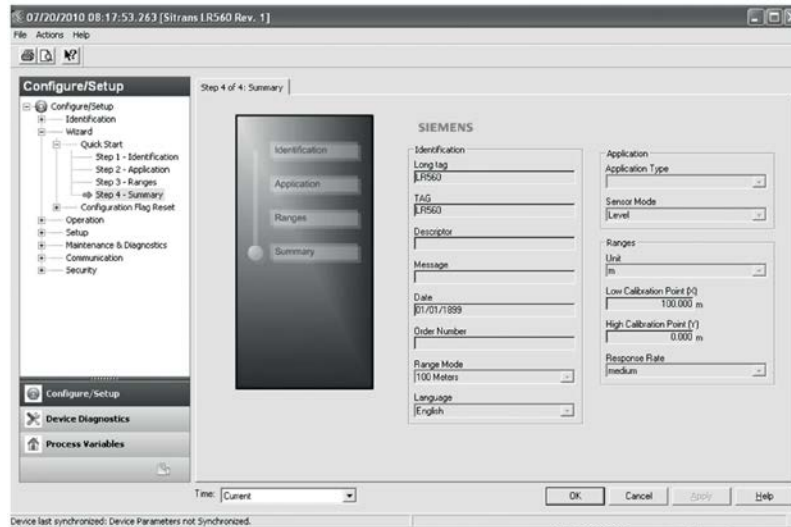 07/20/2010 08:17:53.263 [Sitrans LR560 Rev. 1]
File Actions Help
Configure/Setup
Configure/Setup
Identification
Wizard
Quick Start
Step 1 - Identification
Step 2 - Application
Step 3 - Ranges
Step 4 - Summary
Configuration Flag Reset
Operation
Setup
Maintenance & Diagnostics
Communication
Security
Configure/Setup
Device Diagnostics
Process Variables
Step 4 of 4: Summary
Identification
Application
Ranges
Summary
SIEMENS
Identification
Long tag
LR560
TAG
LR560
Descriptor
Message
Date
01/01/1899
Order Number
Range Mode
100 Meters
Language
English
Application
Application Type
Sensor Mode
Level
Ranges
Unit
m
Low Calibration Point (X)
100.000 m
High Calibration Point (Y)
0.000 m
Response Rate
medium
Time: Current
OK Cancel Apply Help
Device last synchronized: Device Parameters not Synchronized.